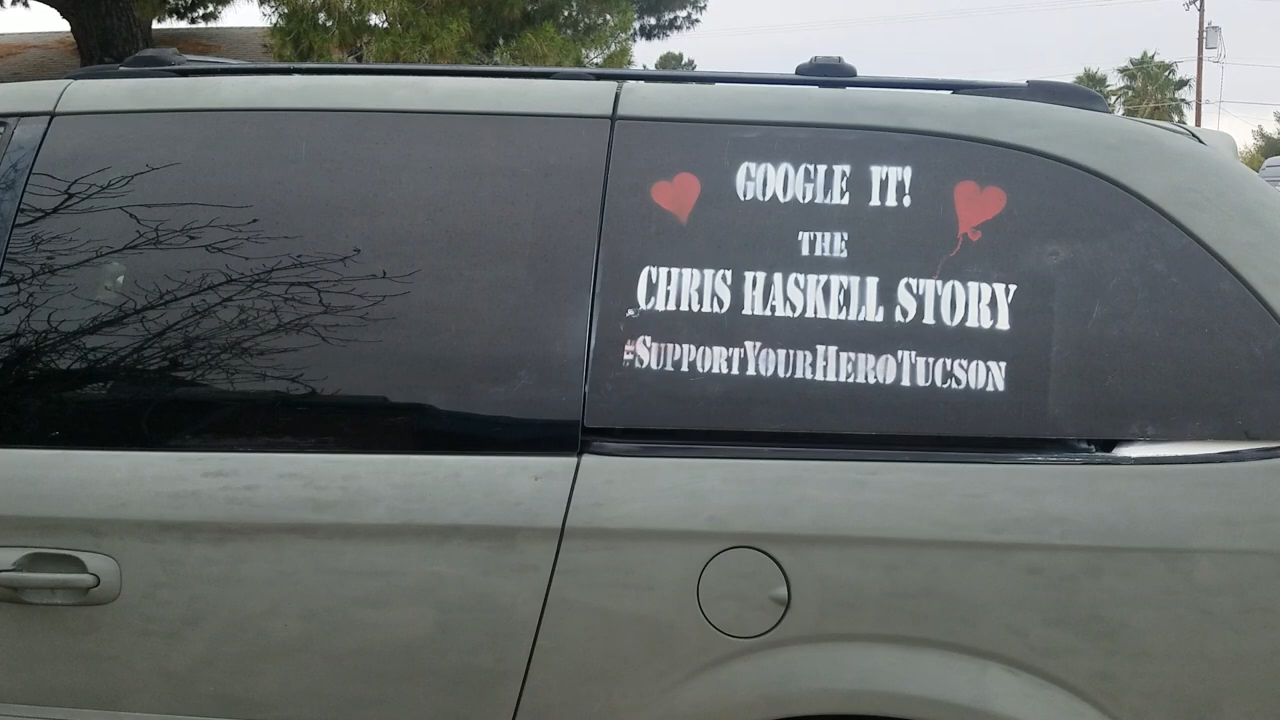 GOOGLE IT!
THE
CHRIS HASKELL STORY
#SUPPORTYOURHEROTUCSON